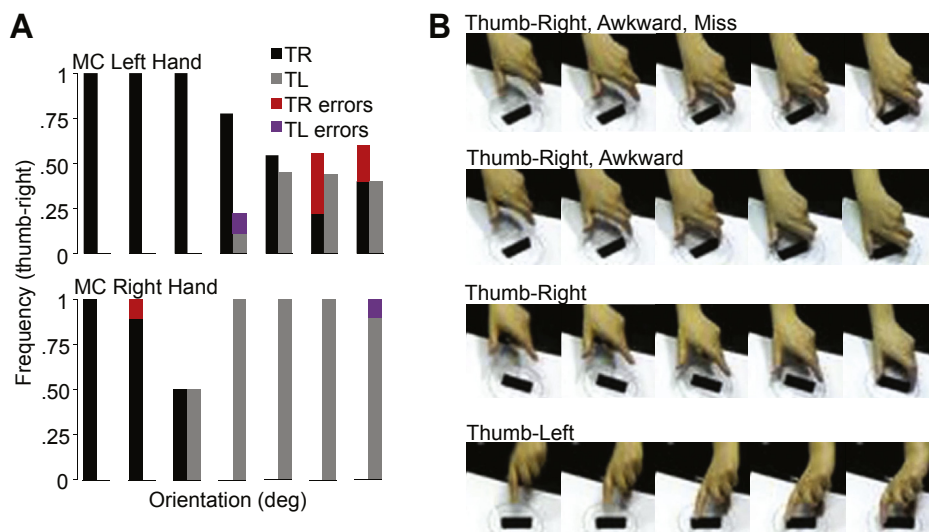 A
MC Left Hand
TR
TL
TR errors
TL errors
1
.75
.50
.25
0
MC Right Hand
1
.75
.50
.25
0
Frequency (thumb-right)
Orientation (deg)
B
Thumb-Right, Awkward, Miss
Thumb-Right, Awkward
Thumb-Right
Thumb-Left